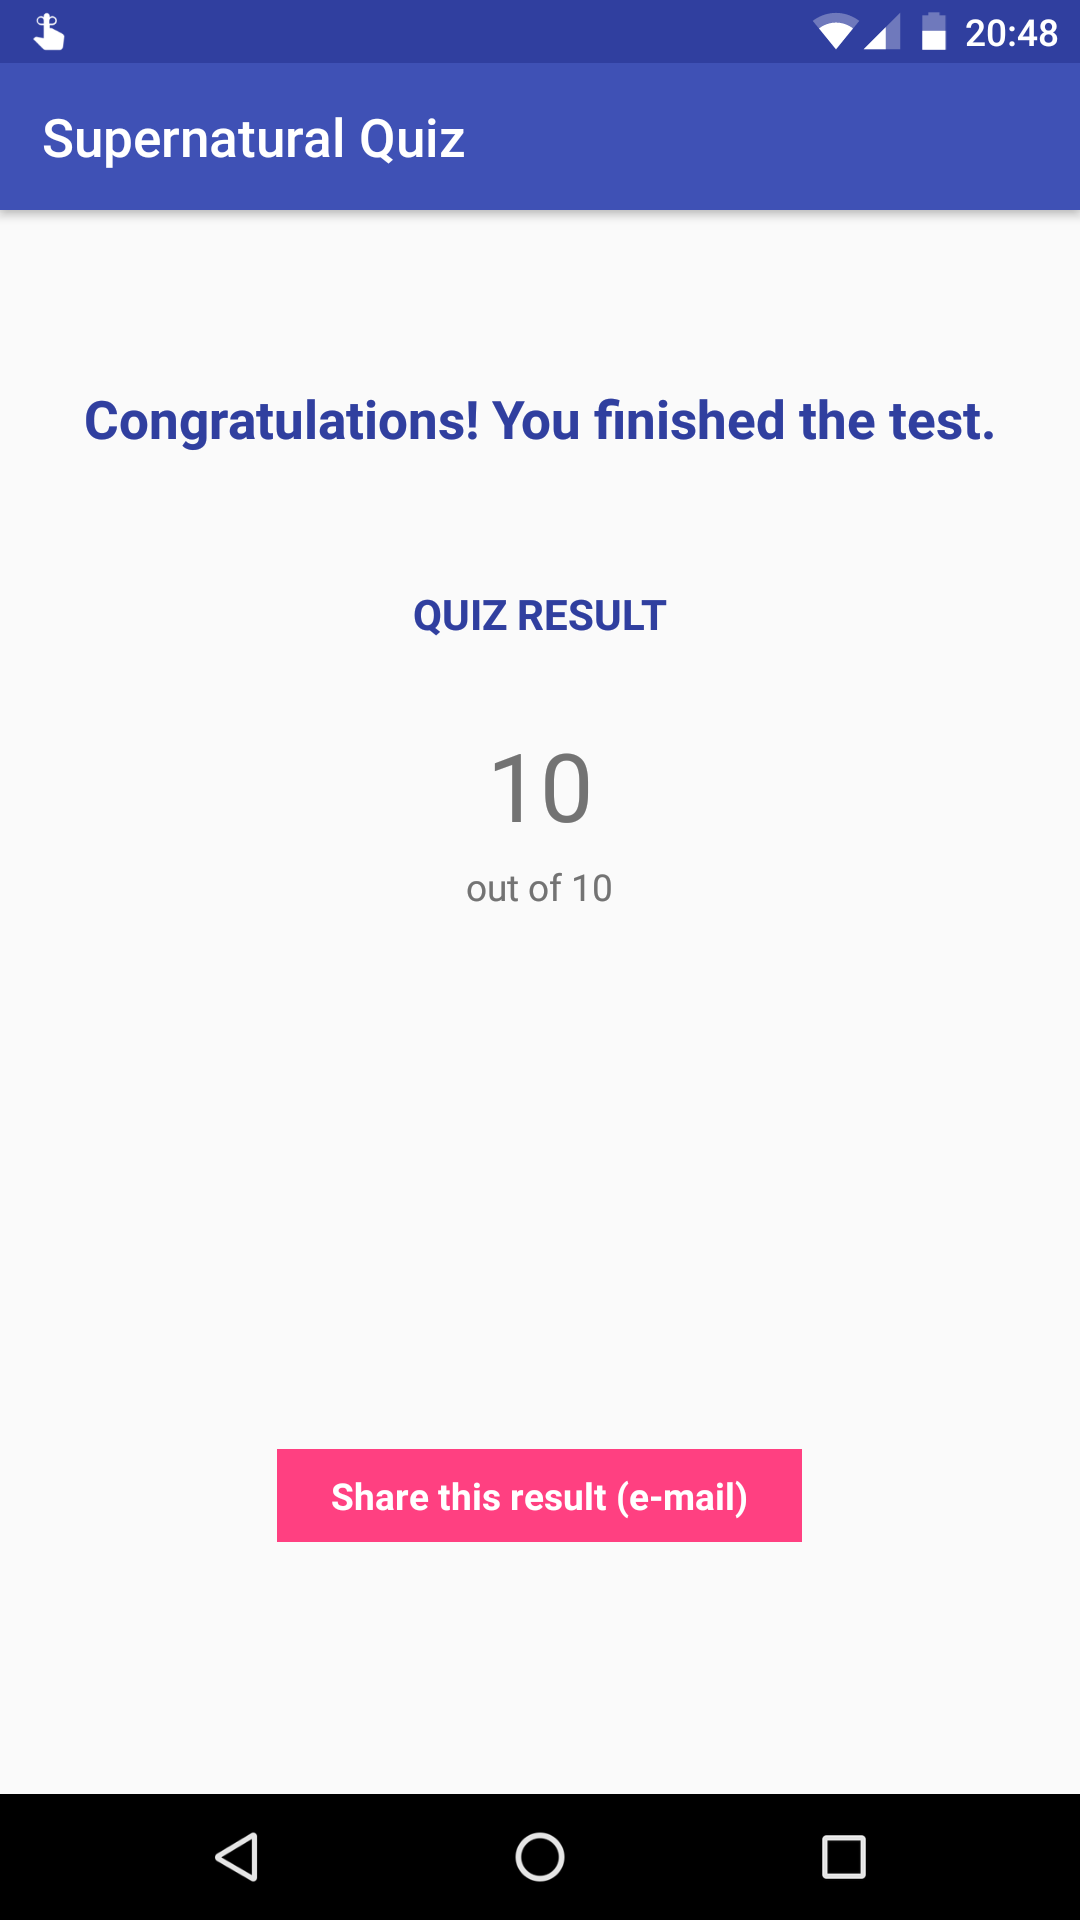 20:48
Supernatural Quiz
Congratulations! You finished the test.
QUIZ RESULT
10
out of 10
Share this result (e-mail)